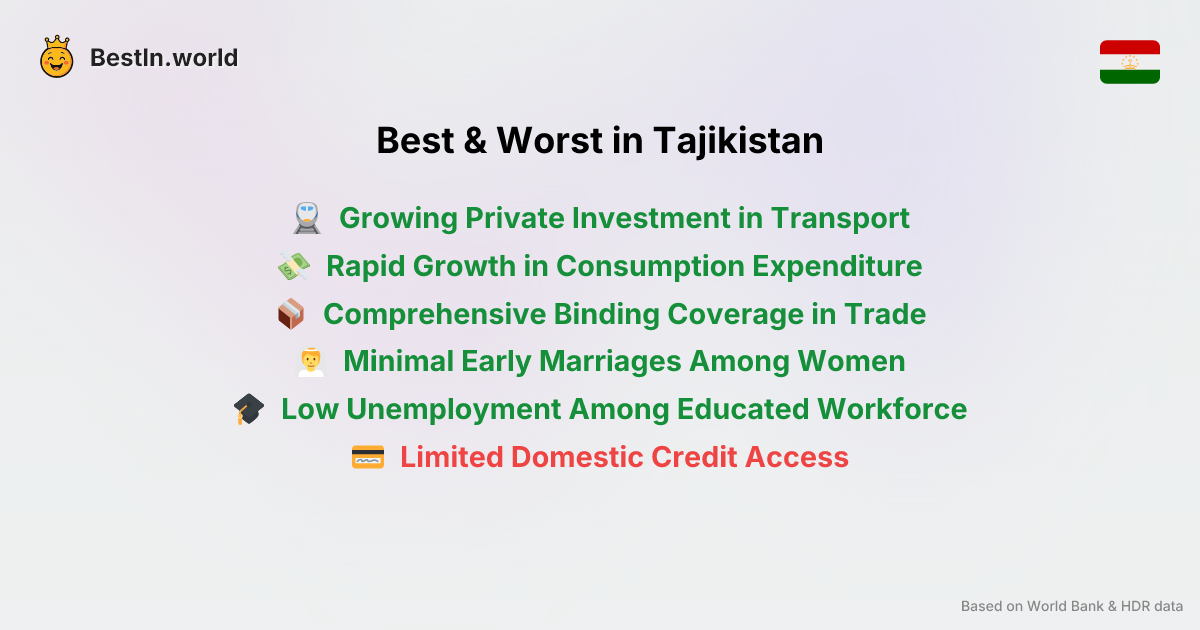 BestIn.world
Best & Worst in Tajikistan
Growing Private Investment in Transport
Rapid Growth in Consumption Expenditure
Comprehensive Binding Coverage in Trade
Minimal Early Marriages Among Women
Low Unemployment Among Educated Workforce
Limited Domestic Credit Access
Based on World Bank & HDR data